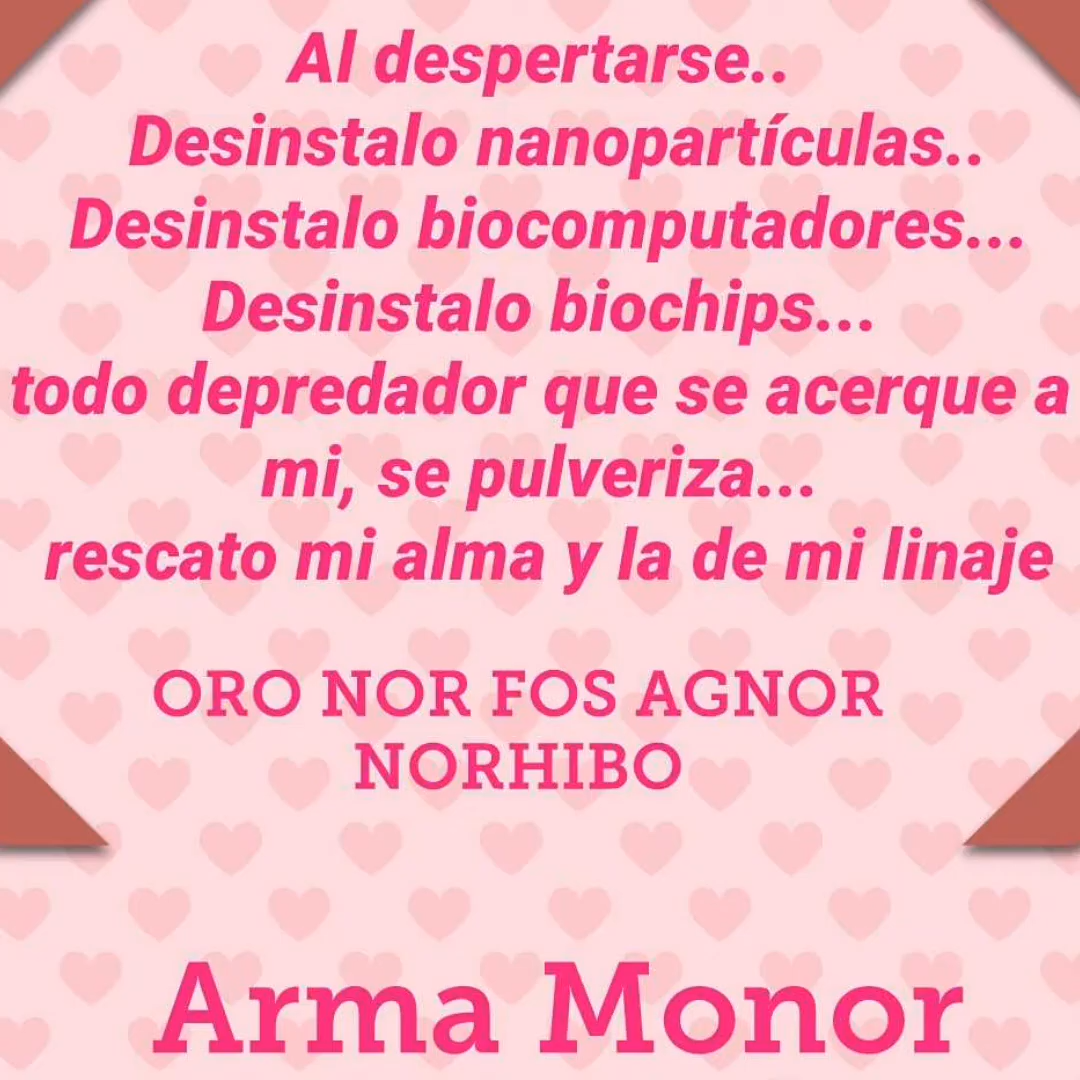 Al despertarse..
Desinstalo nanopartículas..
Desinstalo biocomputadores...
Desinstalo biochips...
todo depredador que se acerque a
mi, se pulveriza...
rescato mi alma y la de mi linaje
ORO NOR FOS AGNOR
NORHIBO
Arma Monor